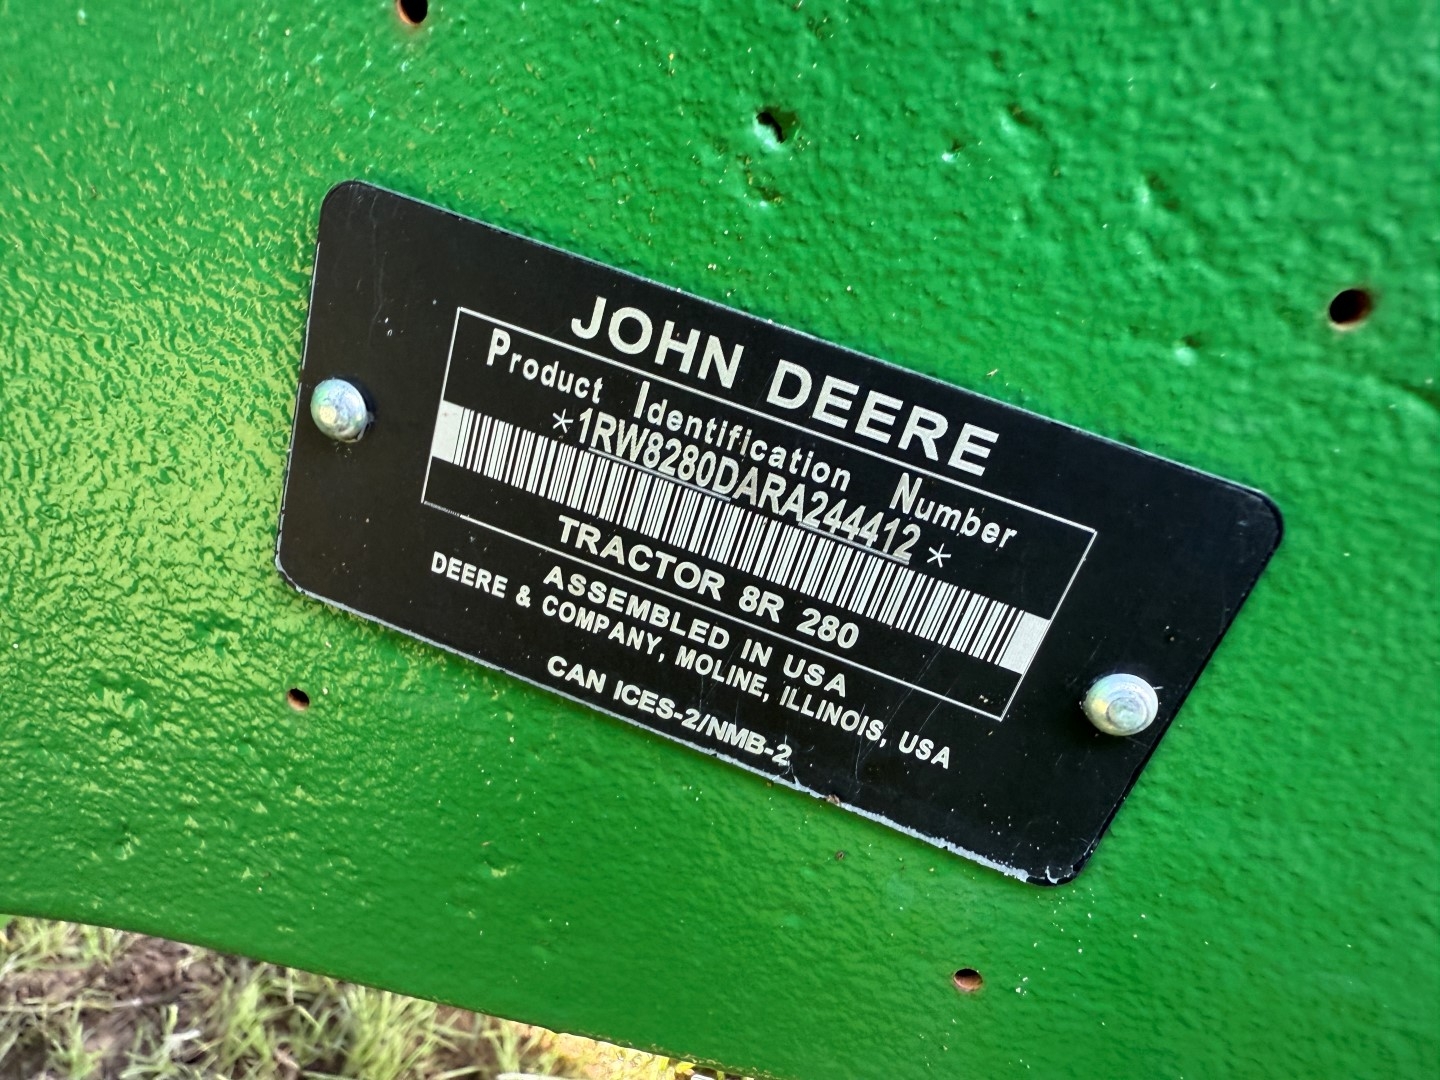 JOHN DEERE
Product Identification Number
*1RW8280DARA244412*
TRACTOR 8R 280
ASSEMBLED IN USA
DEERE & COMPANY, MOLINE, ILLINOIS, USA
CAN ICES-2/NMB-2